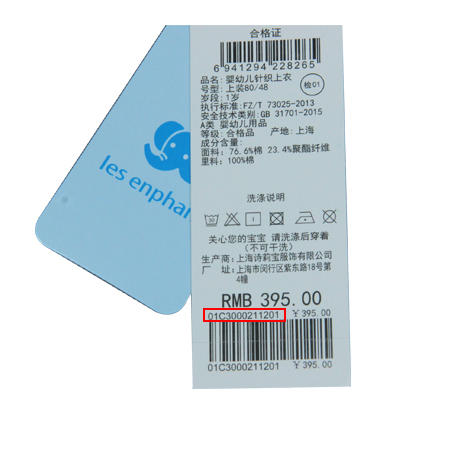 合格证
6 941294 228265
品名: 婴幼儿针织上衣
号型: 上装80/48
岁段: 1岁
检01
执行标准: FZ/T 73025-2013
安全技术类别: GB 31701-2015
A类 婴幼儿用品
等级: 合格品 产地: 上海
成分含量:
面料: 76.6%棉 23.4%聚酯纤维
里料: 100%棉
洗涤说明
关心您的宝宝 请洗涤后穿着
(不可干洗)
生产商: 上海诗莉宝服饰有限公司
厂 址: 上海市闵行区紫东路18号第
4幢
RMB 395.00
01C3000211201 ¥395.00
01C3000211201 ¥395.00
les enphan